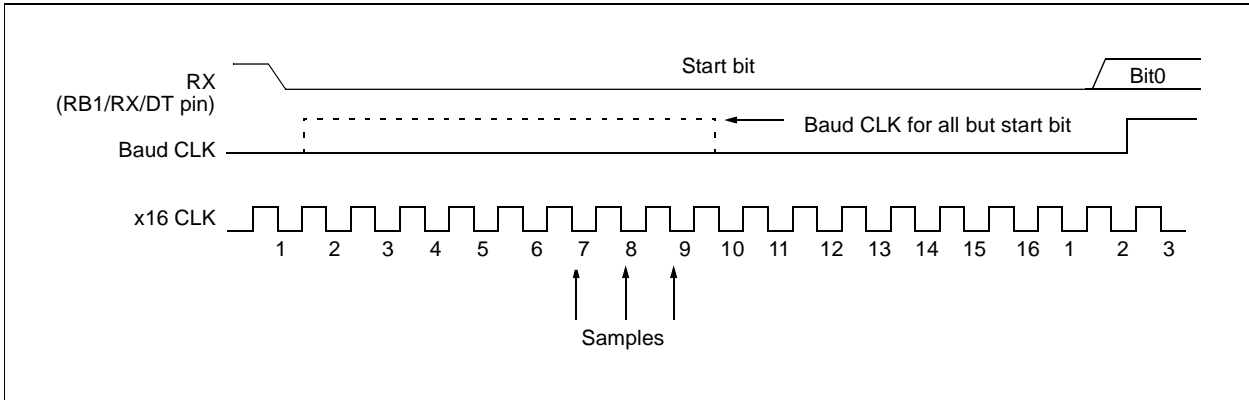 Start bit
Bit0
RX
(RB1/RX/DT pin)
Baud CLK for all but start bit
Baud CLK
x16 CLK
1 2 3 4 5 6 7 8 9 10 11 12 13 14 15 16 1 2 3
Samples